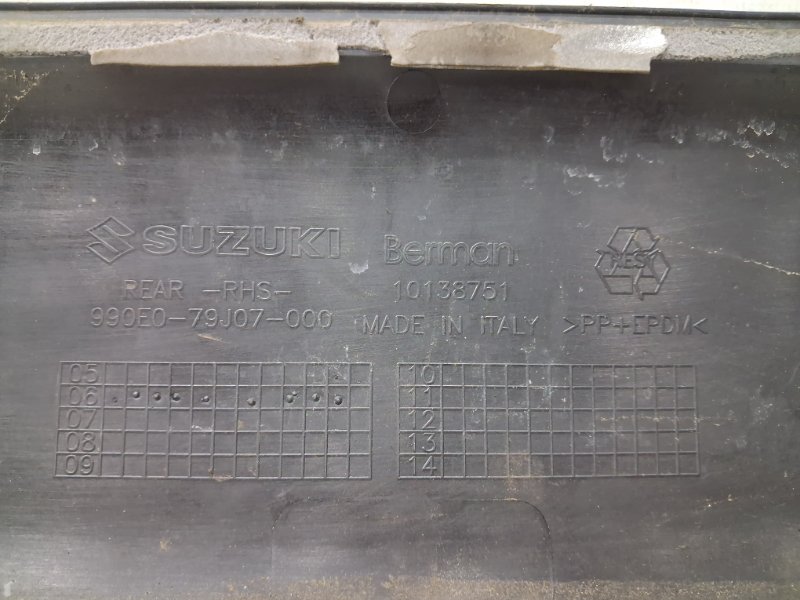 SUZUKI Berman
REAR -RHS- 10138751
990E0-79J07-000 MADE IN ITALY >PP+EPDM<
05 10
06 11
07 12
08 13
09 14